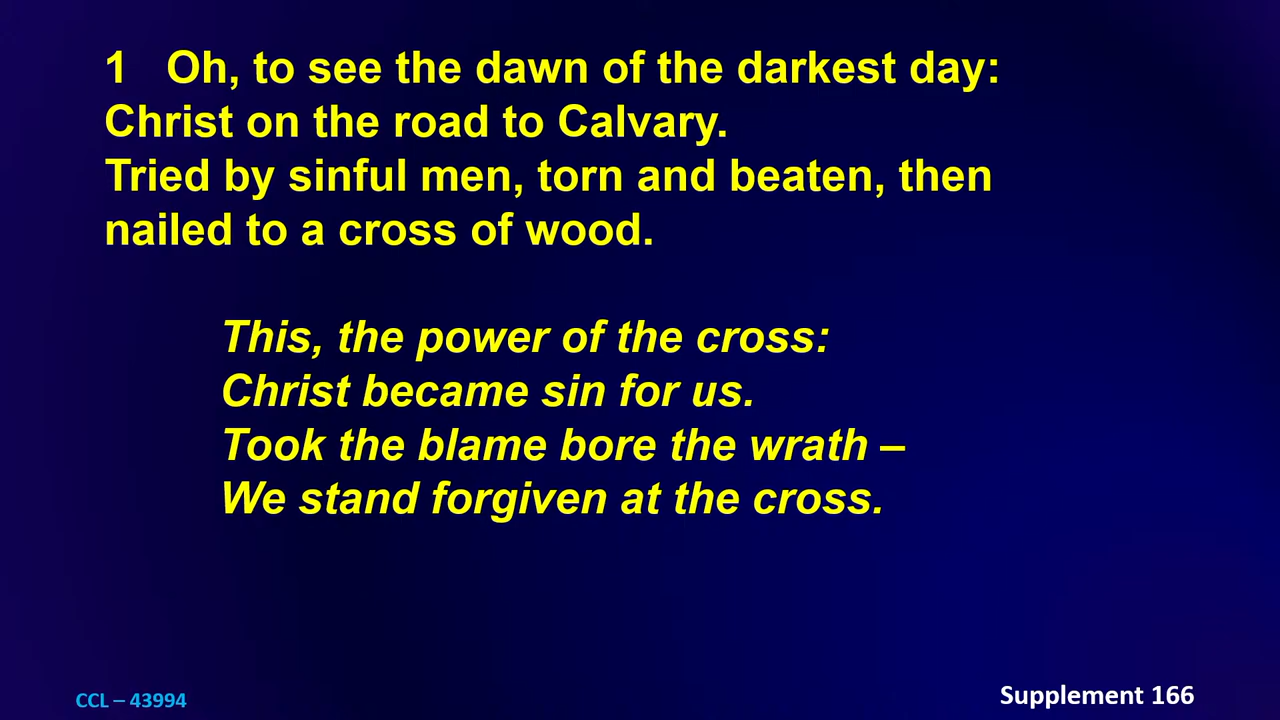 1 Oh, to see the dawn of the darkest day:
Christ on the road to Calvary.
Tried by sinful men, torn and beaten, then
nailed to a cross of wood.
This, the power of the cross:
Christ became sin for us.
Took the blame bore the wrath –
We stand forgiven at the cross.
CCL – 43994
Supplement 166